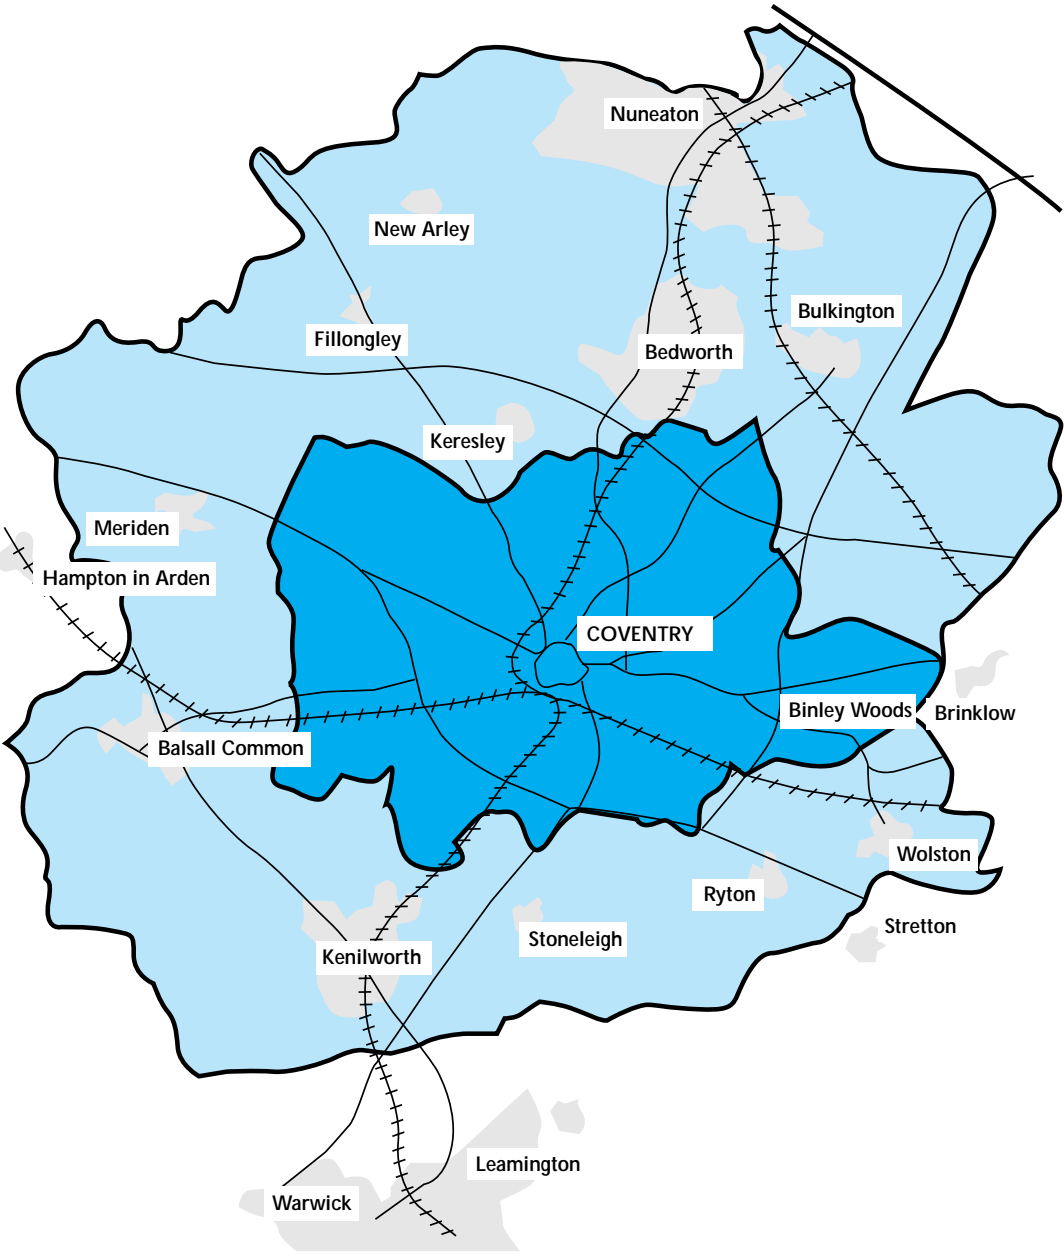 Nuneaton
New Arley
Bulkington
Fillongley
Bedworth
Keresley
Meriden
Hampton in Arden
COVENTRY
Binley Woods
Brinklow
Balsall Common
Wolston
Ryton
Stretton
Stoneleigh
Kenilworth
Leamington
Warwick